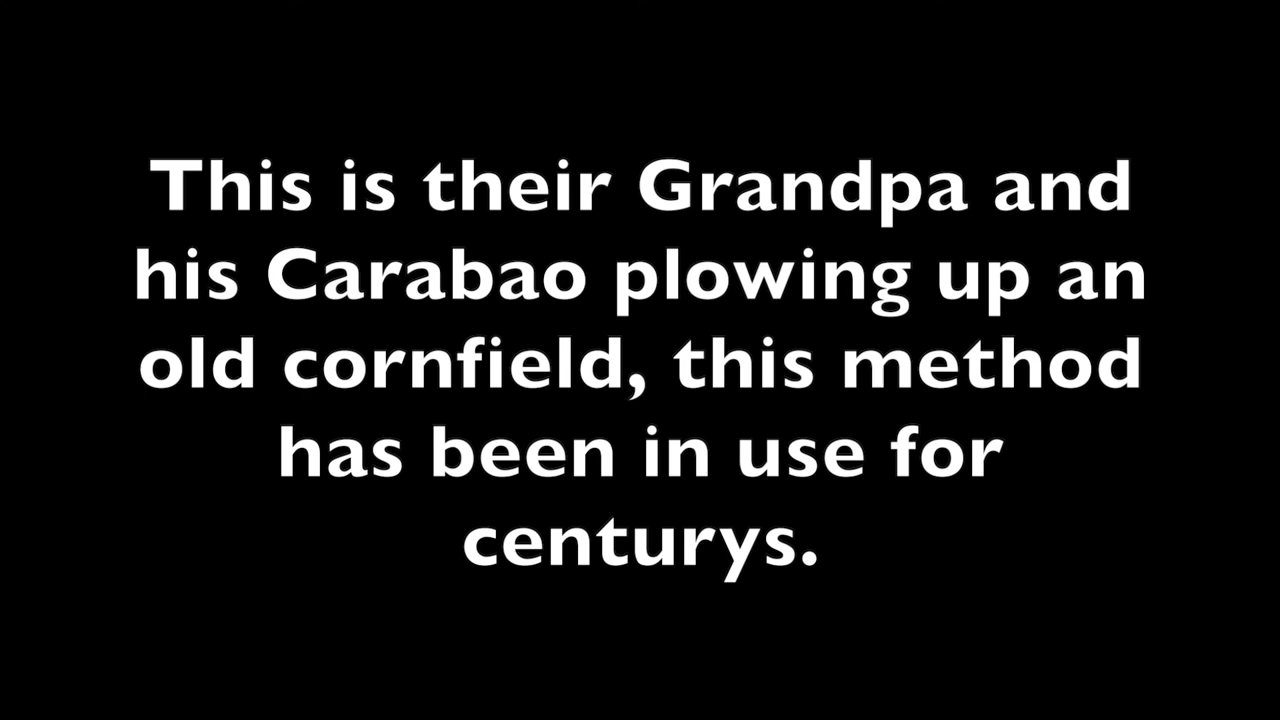 This is their Grandpa and
his Carabao plowing up an
old cornfield, this method
has been in use for
centurys.